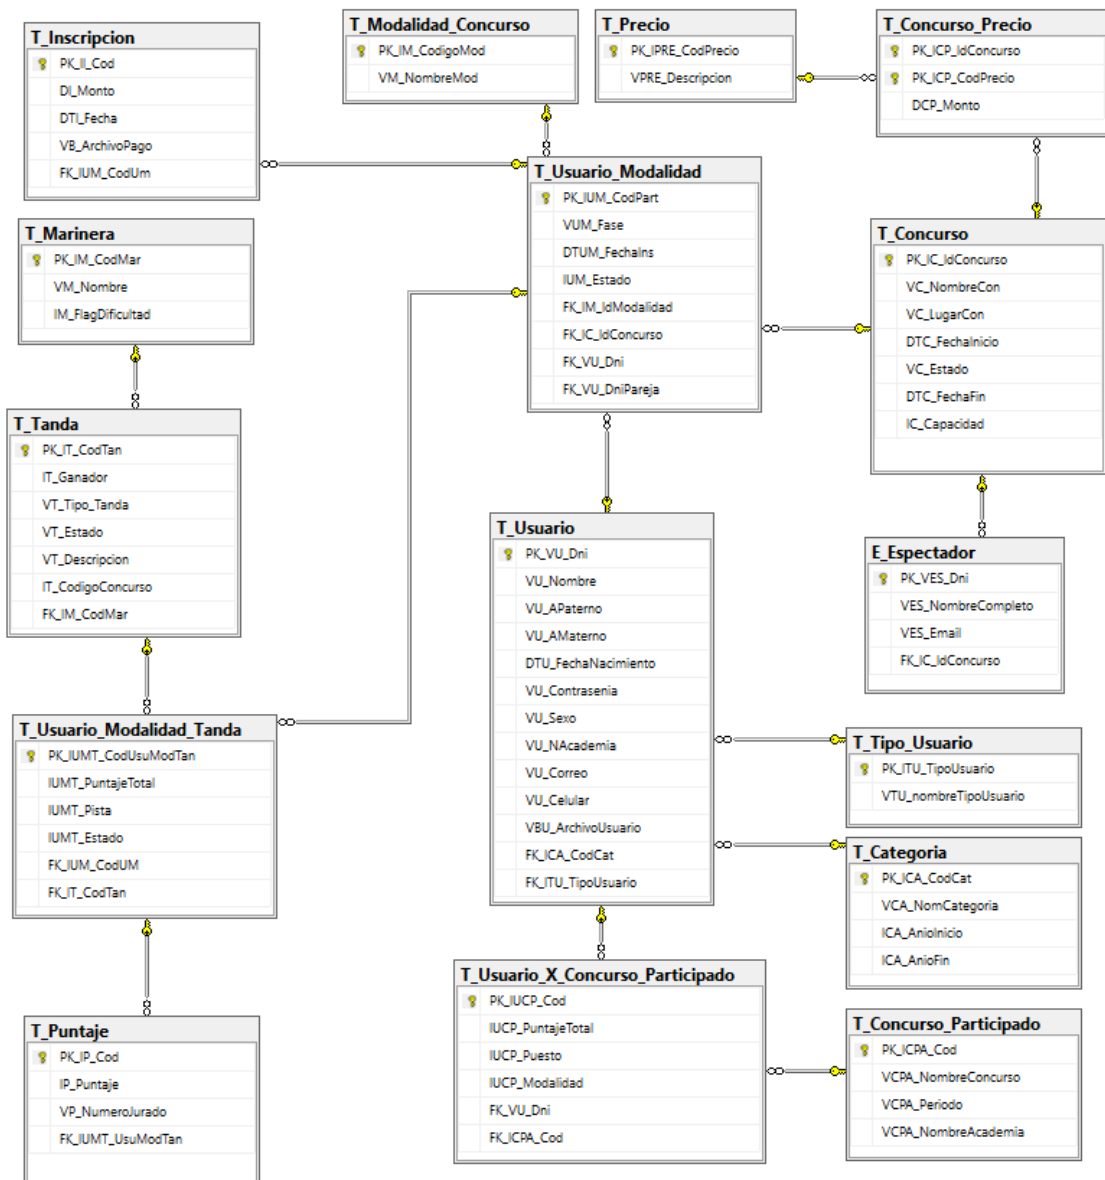 T_Inscripcion
PK_II_Cod
DI_Monto
DTI_Fecha
VB_ArchivoPago
FK_IUM_CodUm
T_Modalidad_Concurso
PK_IM_CodigoMod
VM_NombreMod
T_Precio
PK_IPRE_CodPrecio
VPRE_Descripcion
T_Concurso_Precio
PK_ICP_IdConcurso
PK_ICP_CodPrecio
DCP_Monto
T_Usuario_Modalidad
PK_IUM_CodPart
VUM_Fase
DTUM_FechaIns
IUM_Estado
FK_IM_IdModalidad
FK_IC_IdConcurso
FK_VU_Dni
FK_VU_DniPareja
T_Marinera
PK_IM_CodMar
VM_Nombre
IM_FlagDificultad
T_Concurso
PK_IC_IdConcurso
VC_NombreCon
VC_LugarCon
DTC_FechaInicio
VC_Estado
DTC_FechaFin
IC_Capacidad
T_Tanda
PK_IT_CodTan
IT_Ganador
VT_Tipo_Tanda
VT_Estado
VT_Descripcion
IT_CodigoConcurso
FK_IM_CodMar
T_Usuario
PK_VU_Dni
VU_Nombre
VU_APaterno
VU_AMaterno
DTU_FechaNacimiento
VU_Contrasenia
VU_Sexo
VU_NAcademia
VU_Correo
VU_Celular
VBU_ArchivoUsuario
FK_ICA_CodCat
FK_ITU_TipoUsuario
E_Espectador
PK_VES_Dni
VES_NombreCompleto
VES_Email
FK_IC_IdConcurso
T_Usuario_Modalidad_Tanda
PK_IUMT_CodUsuModTan
IUMT_PuntajeTotal
IUMT_Pista
IUMT_Estado
FK_IUM_CodUM
FK_IT_CodTan
T_Tipo_Usuario
PK_ITU_TipoUsuario
VTU_nombreTipoUsuario
T_Categoria
PK_ICA_CodCat
VCA_NomCategoria
ICA_AnioInicio
ICA_AnioFin
T_Usuario_X_Concurso_Participado
PK_IUCP_Cod
IUCP_PuntajeTotal
IUCP_Puesto
IUCP_Modalidad
FK_VU_Dni
FK_ICPA_Cod
T_Concurso_Participado
PK_ICPA_Cod
VCPA_NombreConcurso
VCPA_Periodo
VCPA_NombreAcademia
T_Puntaje
PK_IP_Cod
IP_Puntaje
VP_NumeroJurado
FK_IUMT_UsuModTan